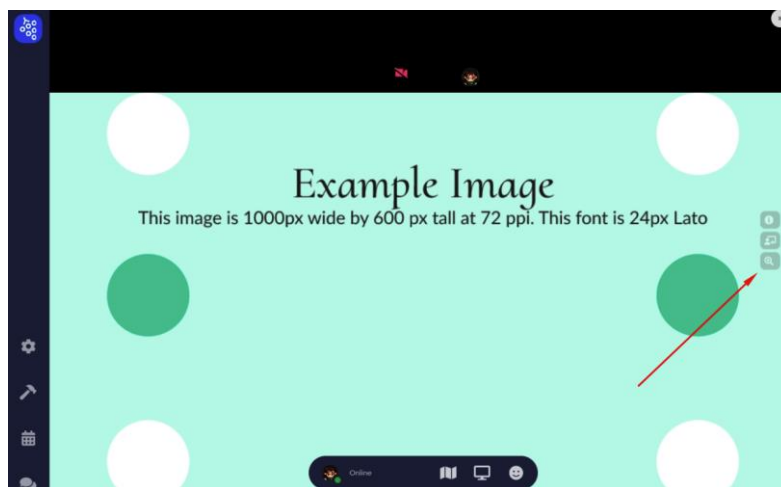 Example Image
This image is 1000px wide by 600 px tall at 72 ppi. This font is 24px Lato
Online